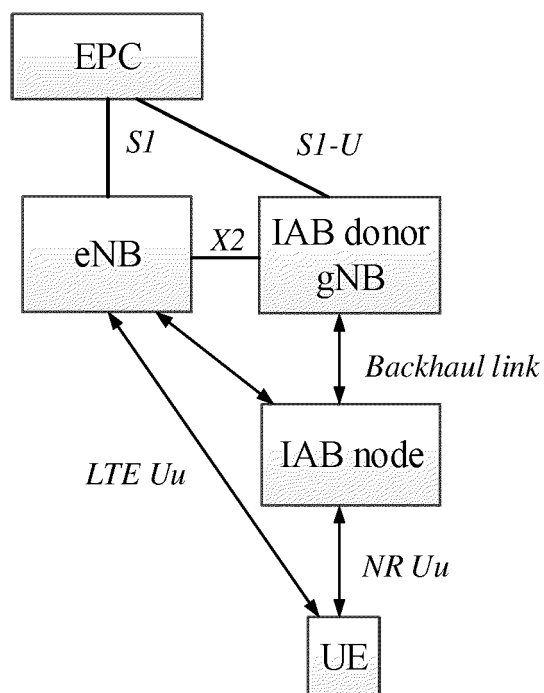 EPC
S1
S1-U
eNB
X2
IAB donor
gNB
Backhaul link
IAB node
LTE Uu
NR Uu
UE